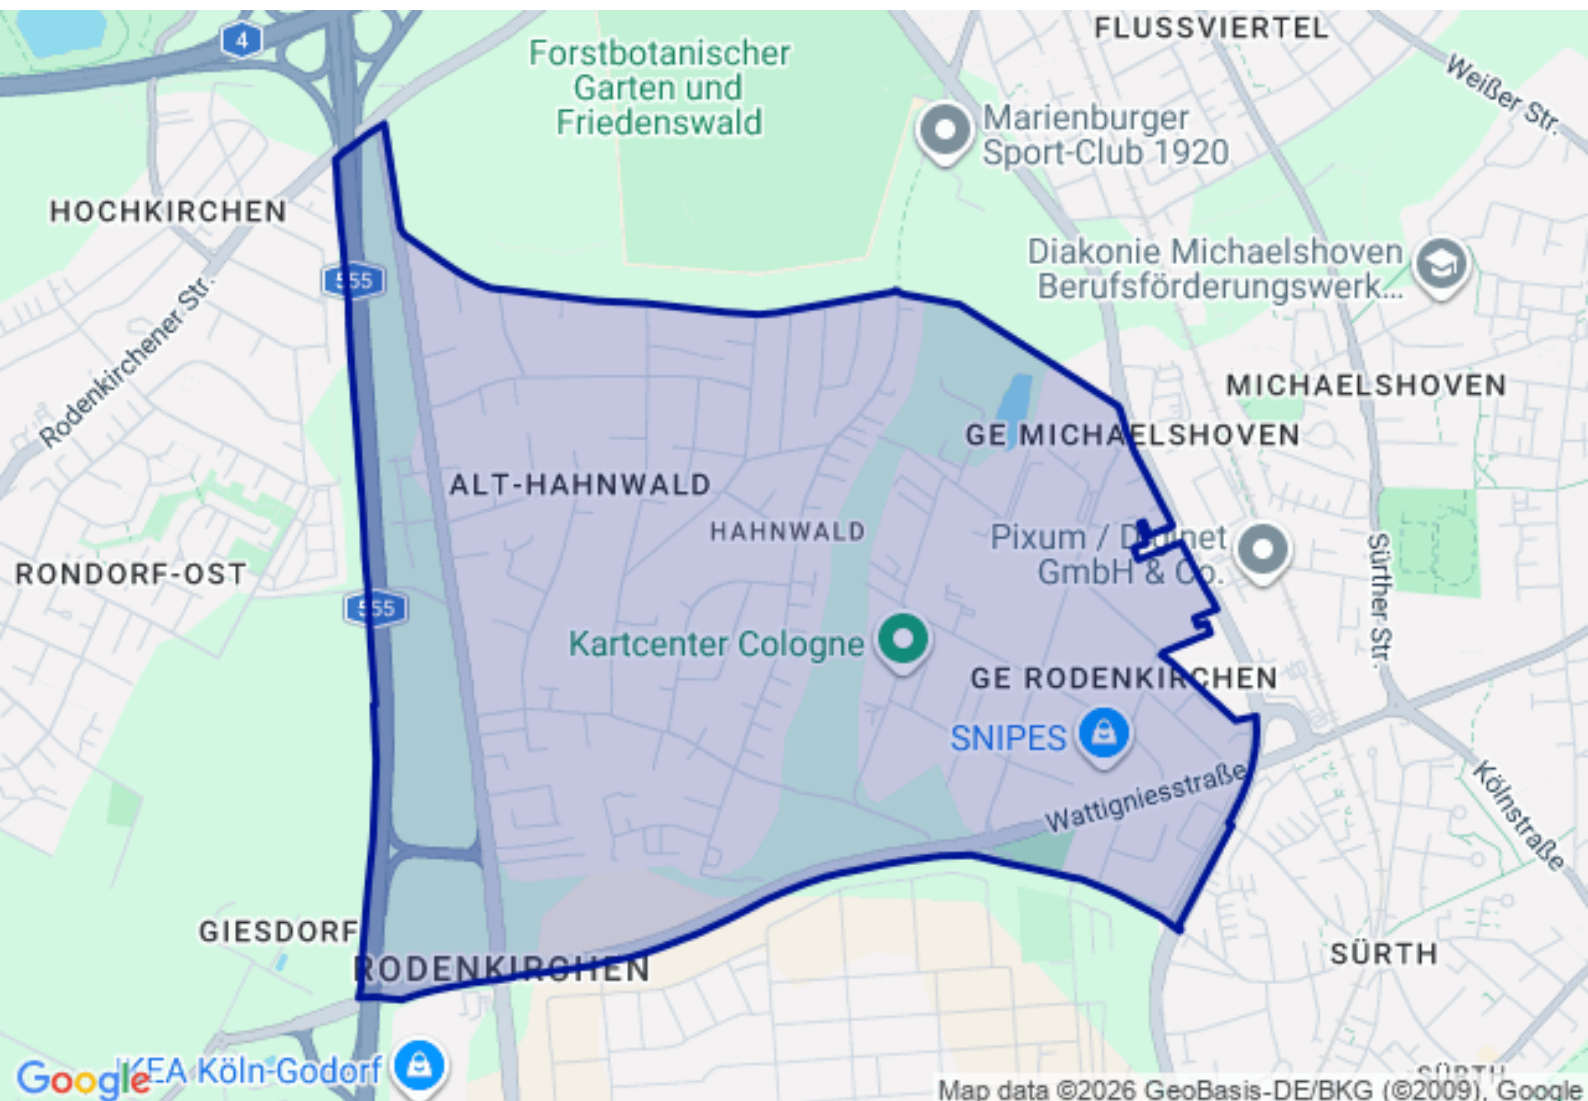 FLUSSVIERTEL
4
Forstbotanischer
Garten und
Friedenswald
Weißer Str.
Marienburger
Sport-Club 1920
HOCHKIRCHEN
Diakonie Michaelshoven
Berufsförderungswerk...
555
Rodenkirchener Str.
MICHAELSHOVEN
GE MICHAELSHOVEN
ALT-HAHNWALD
HAHNWALD
Pixum /
GmbH & Co.
Sürther Str.
RONDORF-OST
555
Kartcenter Cologne
GE RODENKIRCHEN
SNIPES
Wattigniesstraße
Kölnstraße
GIESDORF
RODENKIRCHEN
SÜRTH
IKEA Köln-Godorf
SÜRTH
Google
Map data ©2026 GeoBasis-DE/BKG (©2009), Google